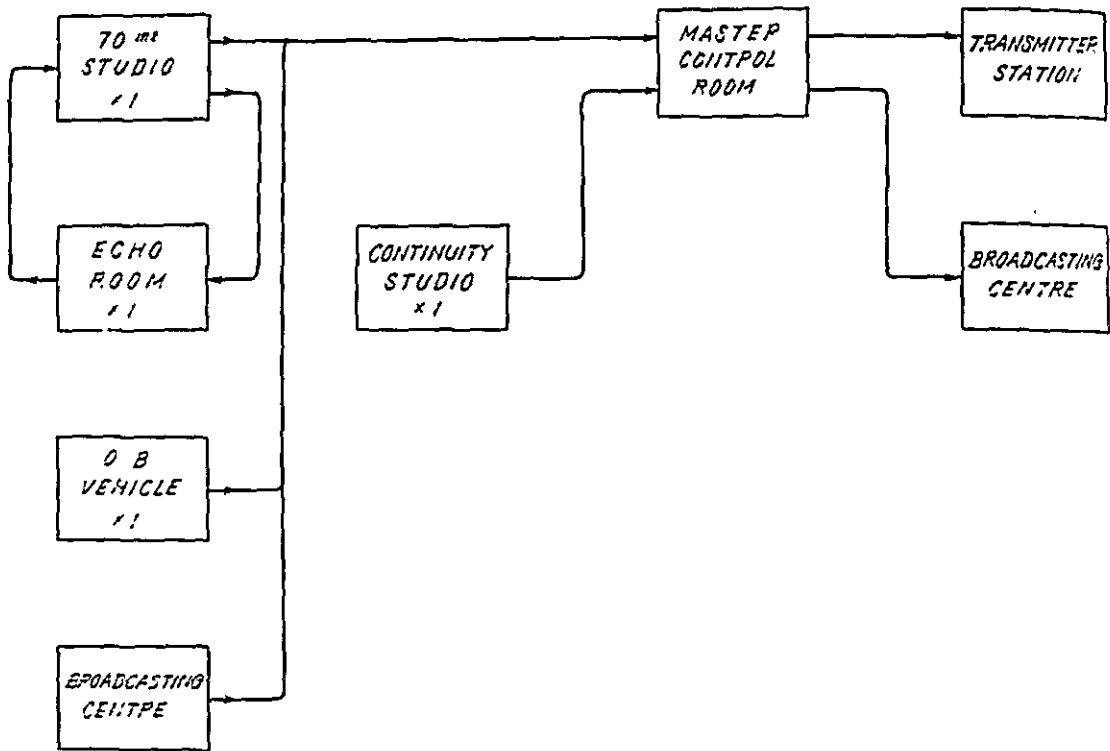 70 mt
STUDIO
×1
MASTER
CONTROL
ROOM
TRANSMITTER
STATION
ECHO
ROOM
×1
CONTINUITY
STUDIO
×1
BROADCASTING
CENTRE
O B
VEHICLE
×1
BROADCASTING
CENTRE